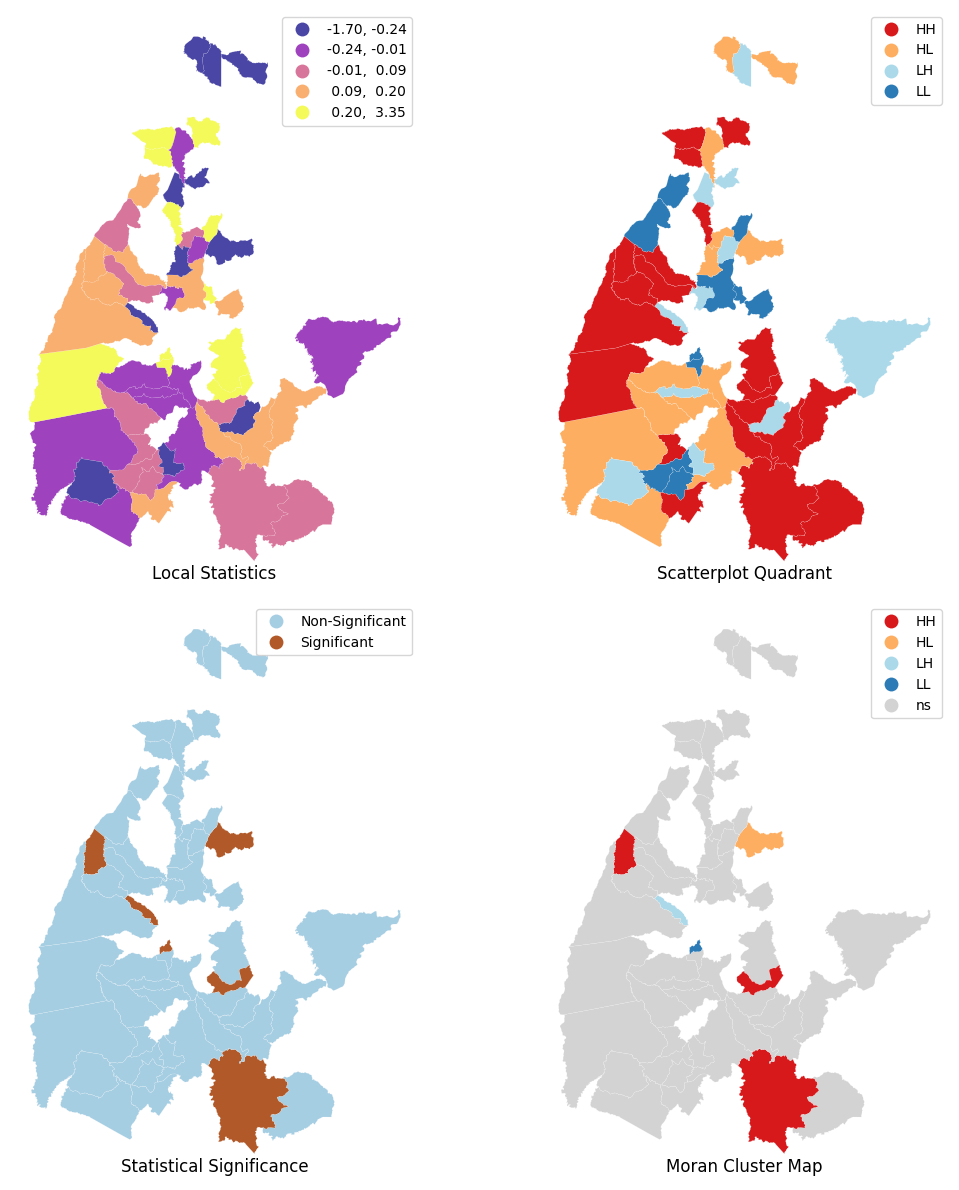 -1.70, -0.24
-0.24, -0.01
-0.01,  0.09
0.09,  0.20
0.20,  3.35
Local Statistics
HH
HL
LH
LL
Scatterplot Quadrant
Non-Significant
Significant
Statistical Significance
HH
HL
LH
LL
ns
Moran Cluster Map